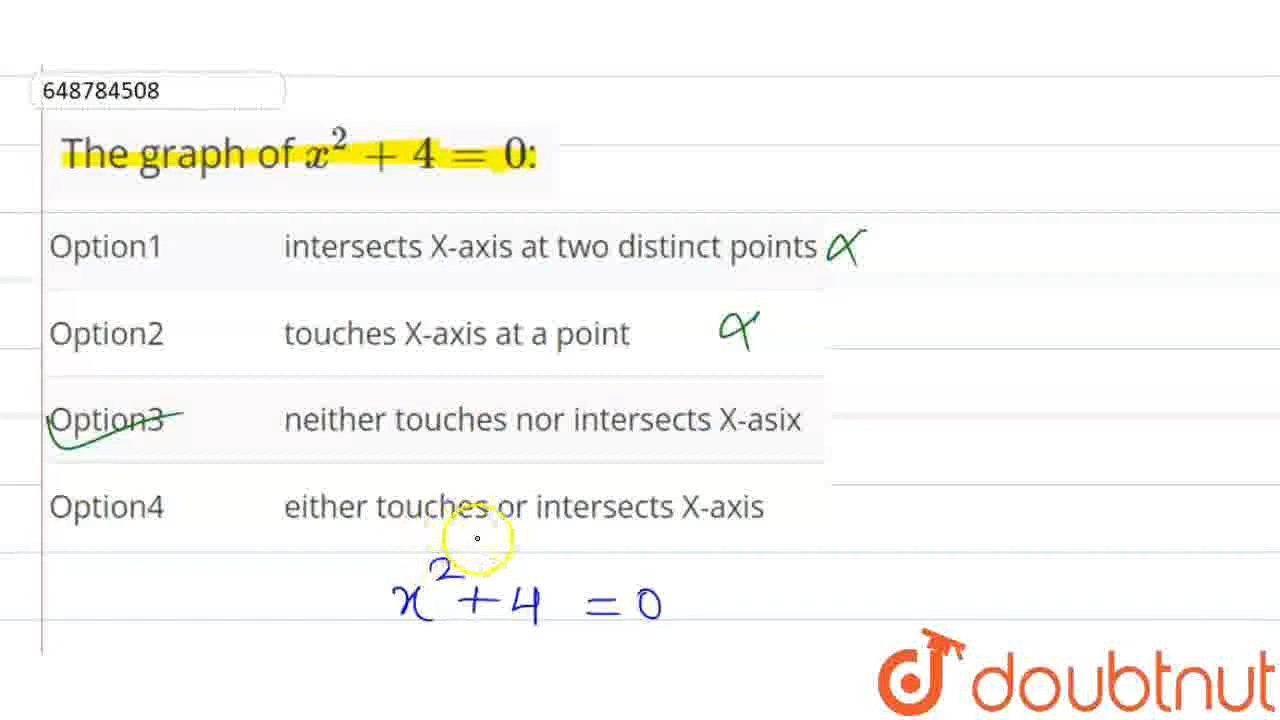 648784508
The graph of x² + 4 = 0:
Option1 intersects X-axis at two distinct points
Option2 touches X-axis at a point
Option3 neither touches nor intersects X-asix
Option4 either touches or intersects X-axis
x² + 4 = 0
doubtnut